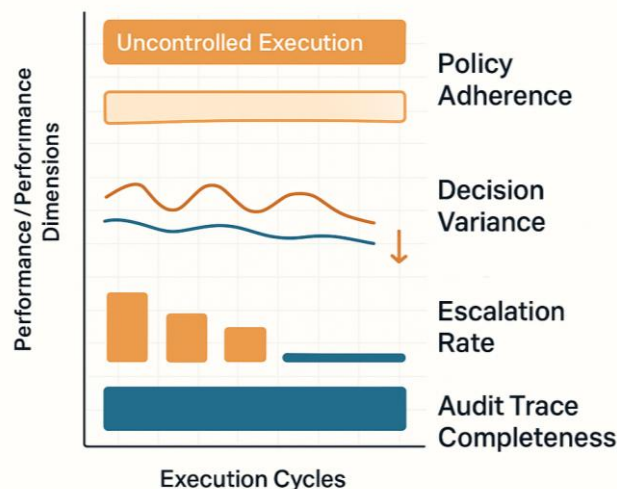 Uncontrolled Execution
Policy
Adherence
Decision
Variance
Escalation
Rate
Audit Trace
Completeness
Performance/Performance
Dimensions
Execution Cycles